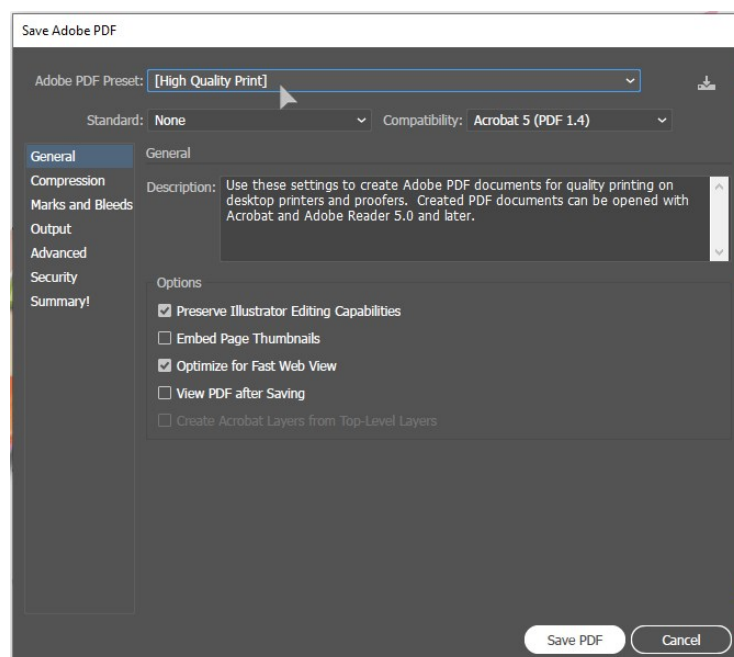 Save Adobe PDF
Adobe PDF Preset: [High Quality Print]
Standard: None Compatibility: Acrobat 5 (PDF 1.4)
General
Compression
Marks and Bleeds
Output
Advanced
Security
Summary!
General
Description: Use these settings to create Adobe PDF documents for quality printing on
desktop printers and proofers. Created PDF documents can be opened with
Acrobat and Adobe Reader 5.0 and later.
Options
Preserve Illustrator Editing Capabilities
Embed Page Thumbnails
Optimize for Fast Web View
View PDF after Saving
Create Acrobat Layers from Top-Level Layers
Save PDF Cancel